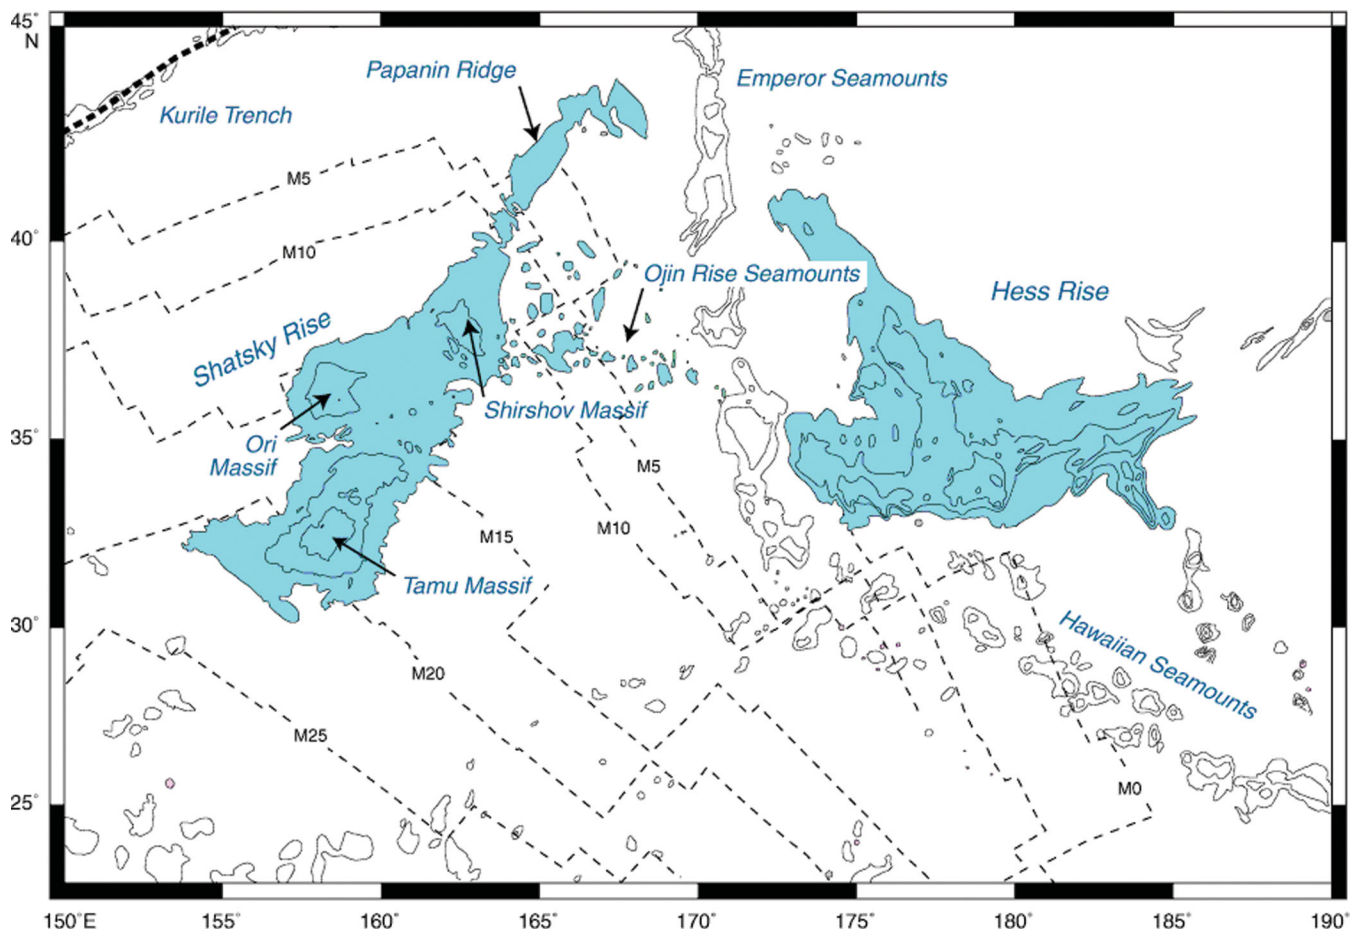 45°
N
Papanin Ridge
Emperor Seamounts
Kurile Trench
M5
40°
M10
Ojin Rise Seamounts
Hess Rise
Shatsky Rise
Shirshov Massif
35°
Ori
Massif
M5
M10
M15
Tamu Massif
30°
Hawaiian Seamounts
M20
M25
M0
25°
150°E
155°
160°
165°
170°
175°
180°
185°
190°